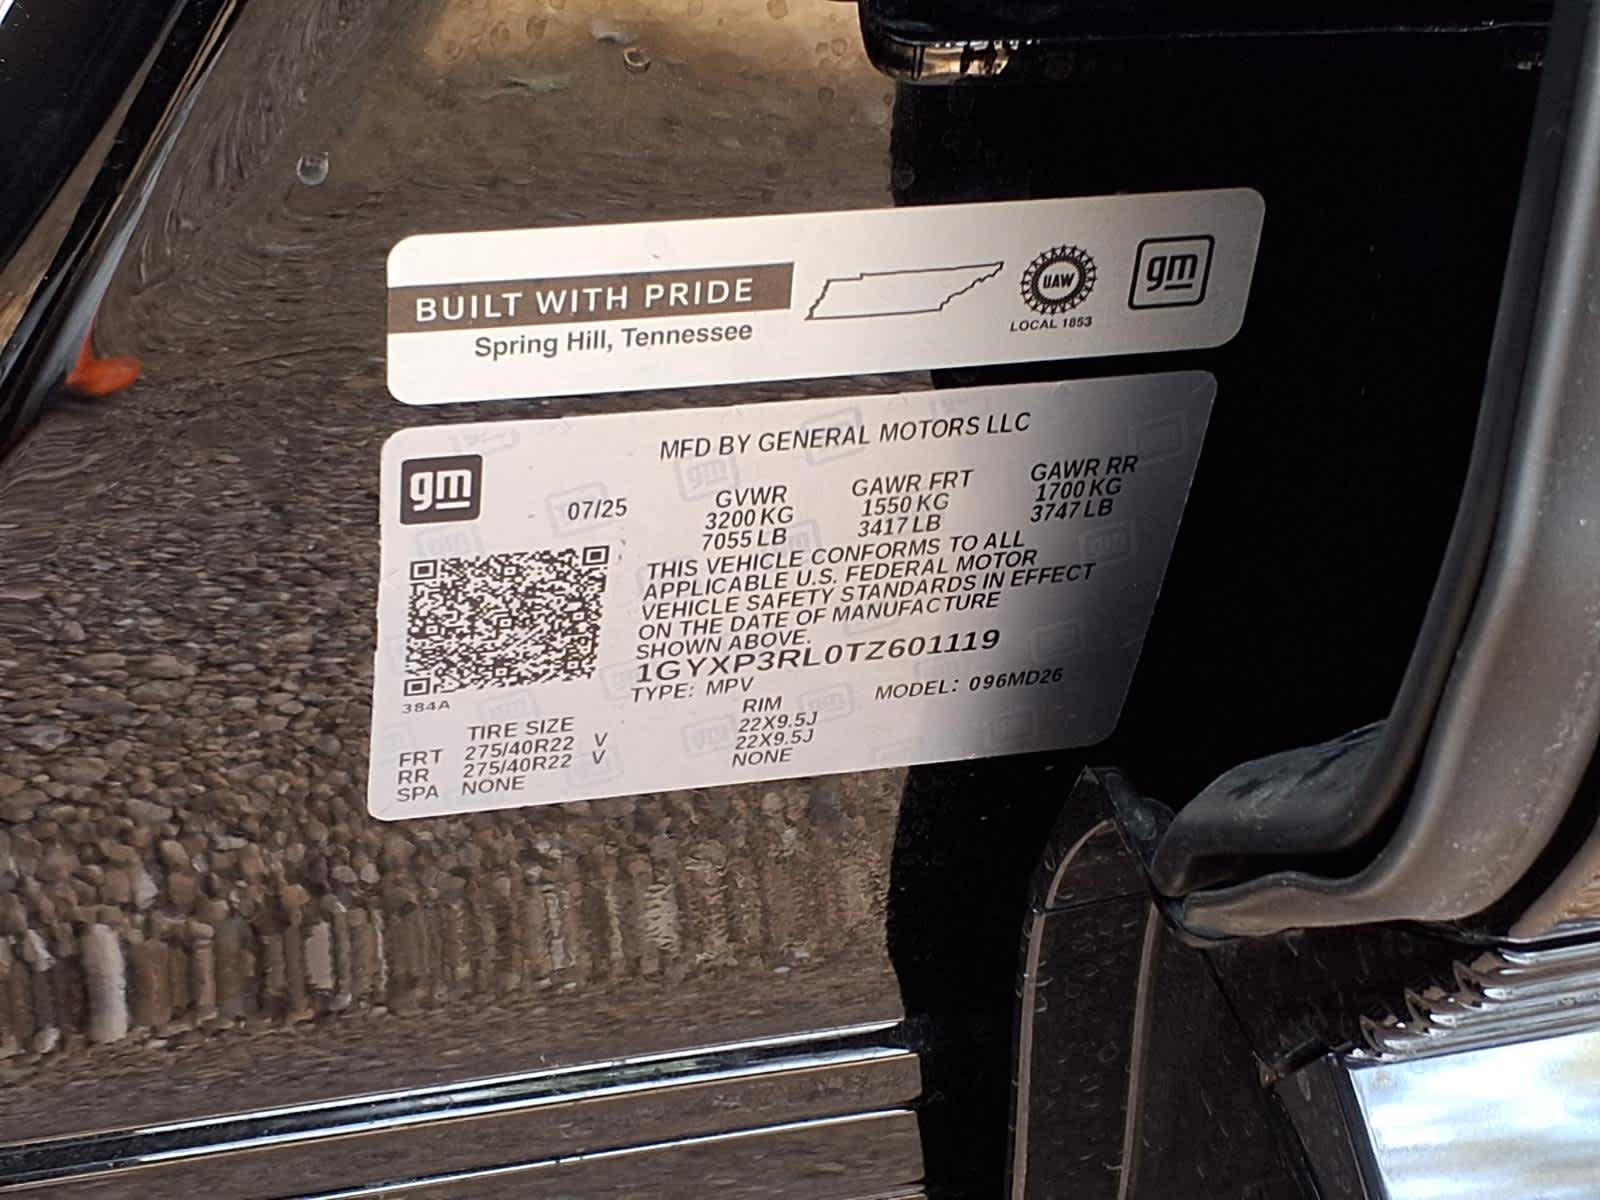 BUILT WITH PRIDE
Spring Hill, Tennessee
UAW
LOCAL 1853
gm
gm
MFD BY GENERAL MOTORS LLC
07/25
GVWR GAWR FRT GAWR RR
3200 KG 1550 KG 1700 KG
7055 LB 3417 LB 3747 LB
THIS VEHICLE CONFORMS TO ALL
APPLICABLE U.S. FEDERAL MOTOR
VEHICLE SAFETY STANDARDS IN EFFECT
ON THE DATE OF MANUFACTURE
SHOWN ABOVE.
1GYXP3RL0TZ601119
TYPE: MPV MODEL: 096MD26
384A
TIRE SIZE RIM
FRT 275/40R22 V 22X9.5J
RR 275/40R22 V 22X9.5J
SPA NONE NONE